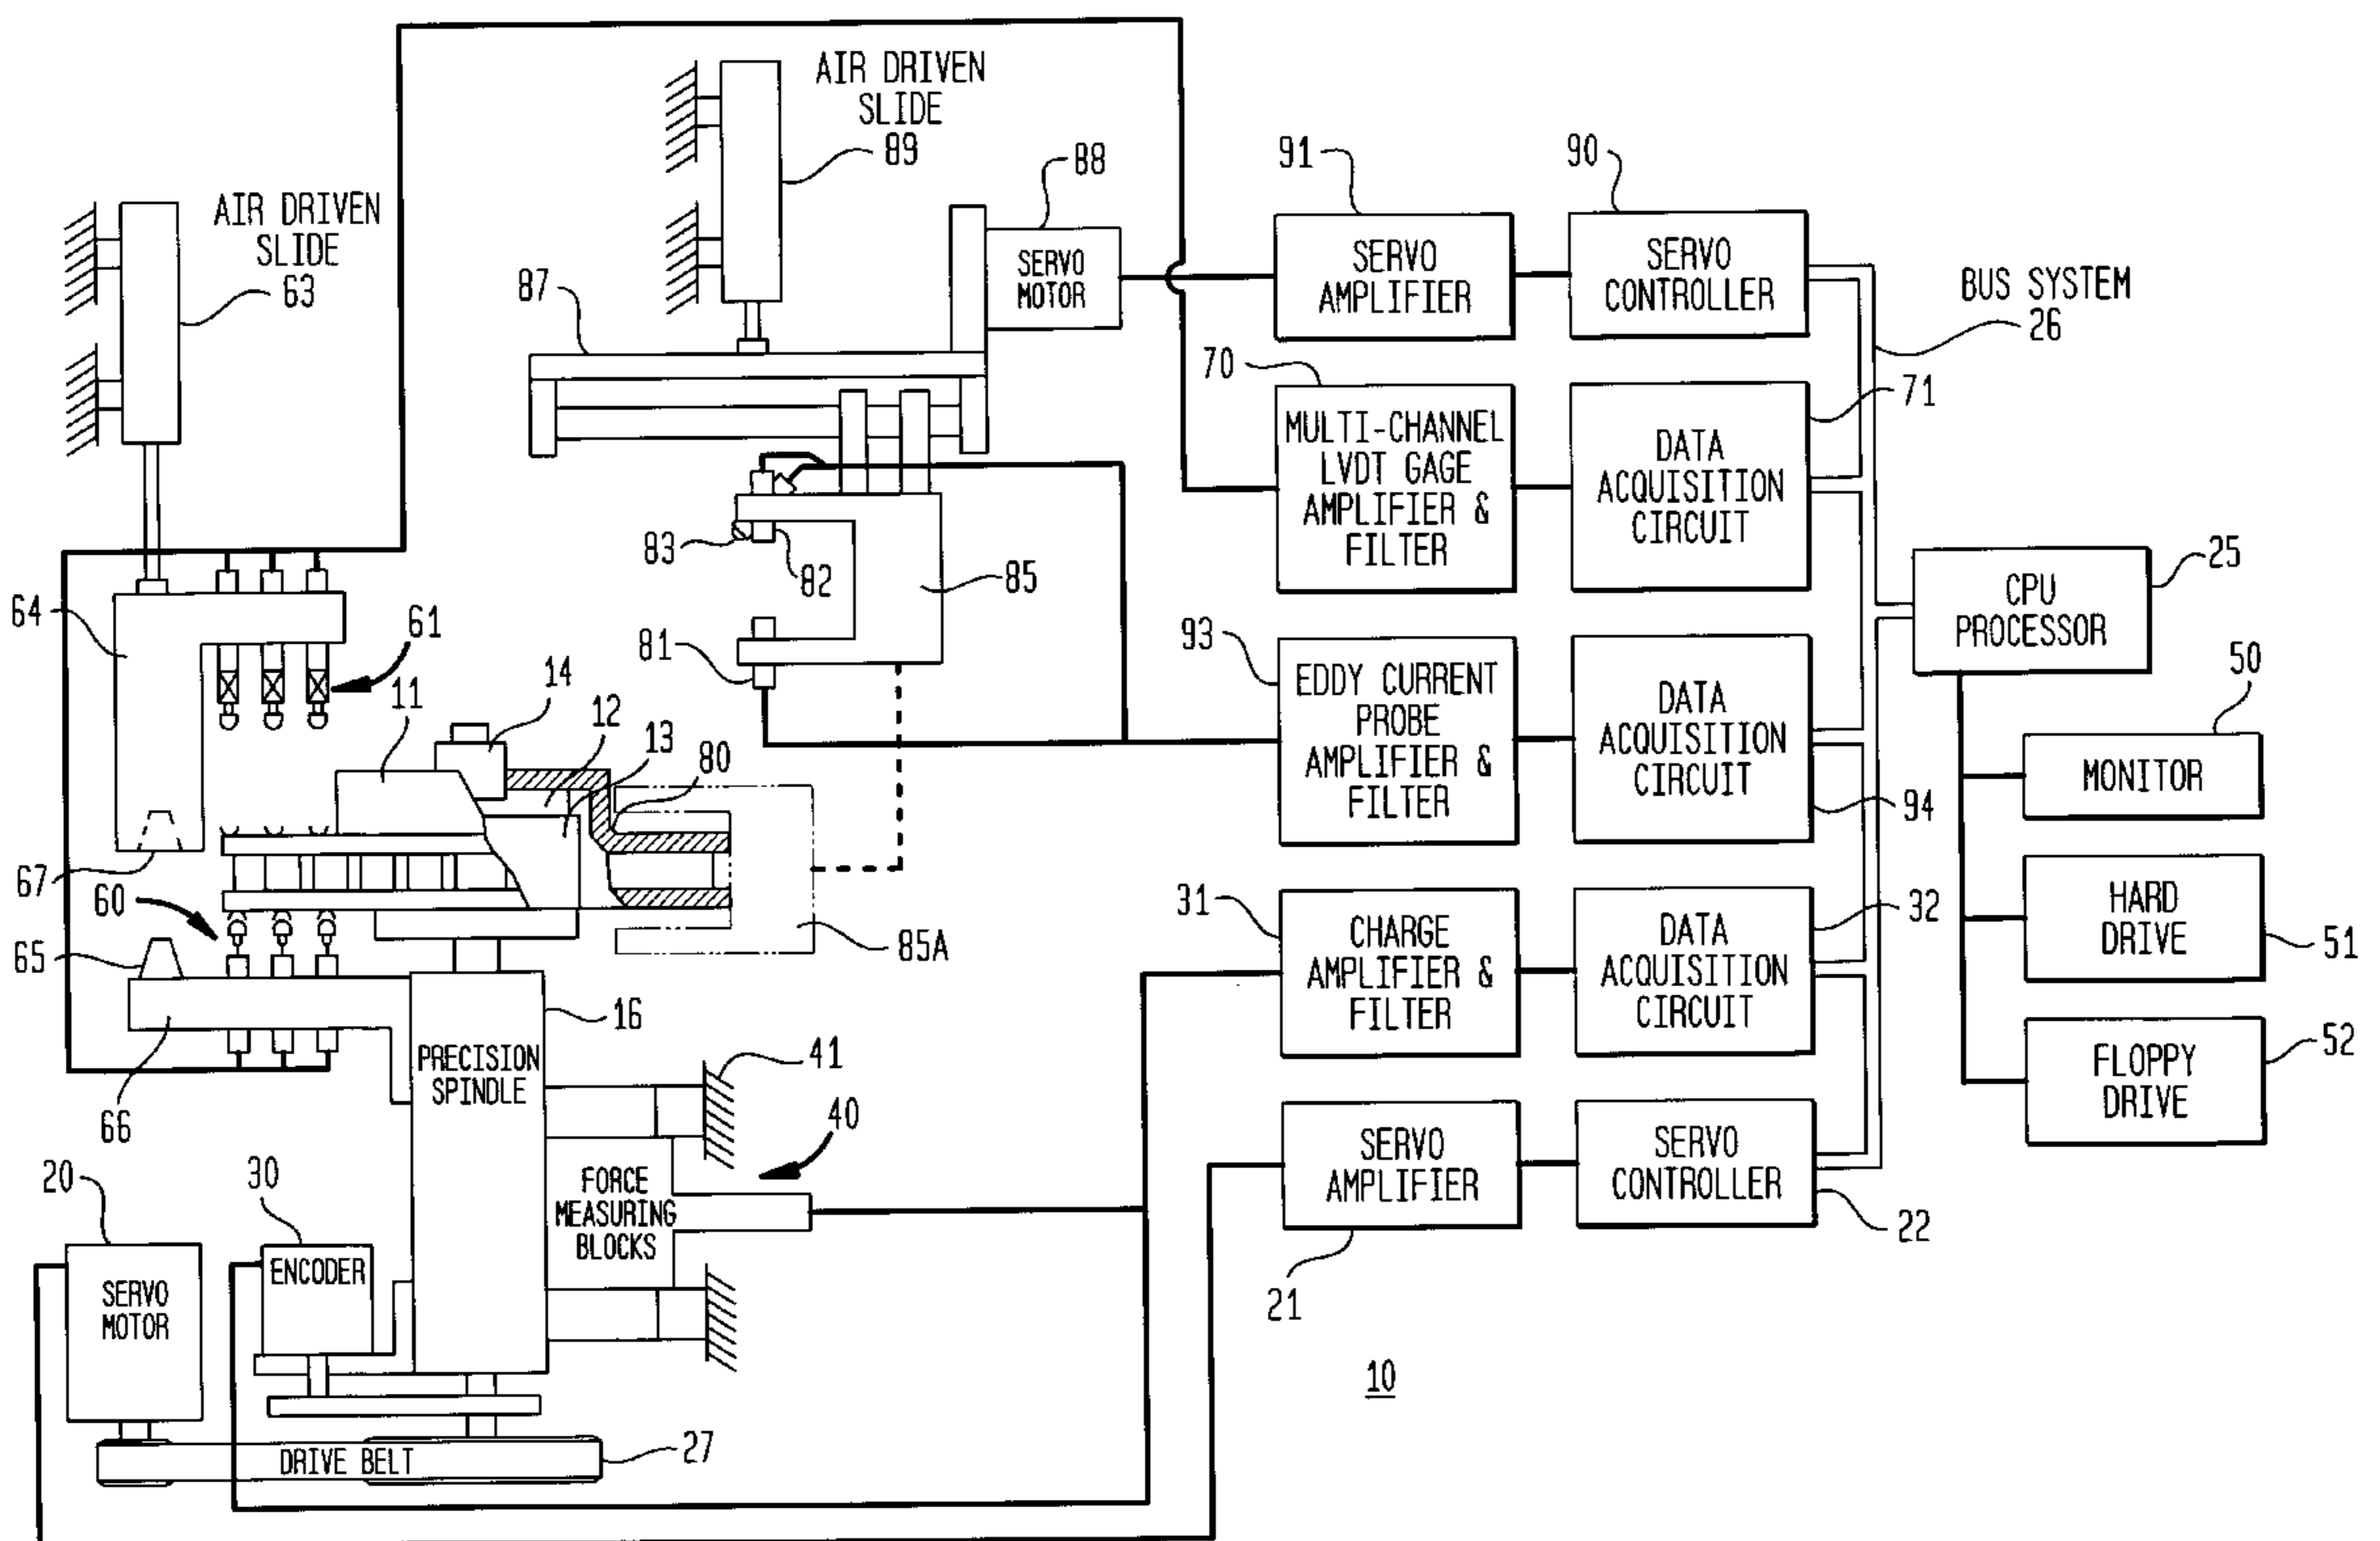 AIR DRIVEN
SLIDE
89
88
91
90
AIR DRIVEN
SLIDE
63
87
SERVO
MOTOR
SERVO
AMPLIFIER
SERVO
CONTROLLER
BUS SYSTEM
26
70
71
MULTI-CHANNEL
LVDT GAGE
AMPLIFIER &
FILTER
DATA
ACQUISITION
CIRCUIT
83
82
85
25
CPU
PROCESSOR
64
61
81
93
50
11
14
12
13
80
EDDY CURRENT
PROBE
AMPLIFIER &
FILTER
DATA
ACQUISITION
CIRCUIT
94
MONITOR
67
60
65
85A
31
32
CHARGE
AMPLIFIER &
FILTER
DATA
ACQUISITION
CIRCUIT
HARD
DRIVE
51
16
PRECISION
SPINDLE
41
40
66
FLOPPY
DRIVE
52
20
30
FORCE
MEASURING
BLOCKS
SERVO
AMPLIFIER
SERVO
CONTROLLER
22
21
ENCODER
SERVO
MOTOR
10
DRIVE BELT
27